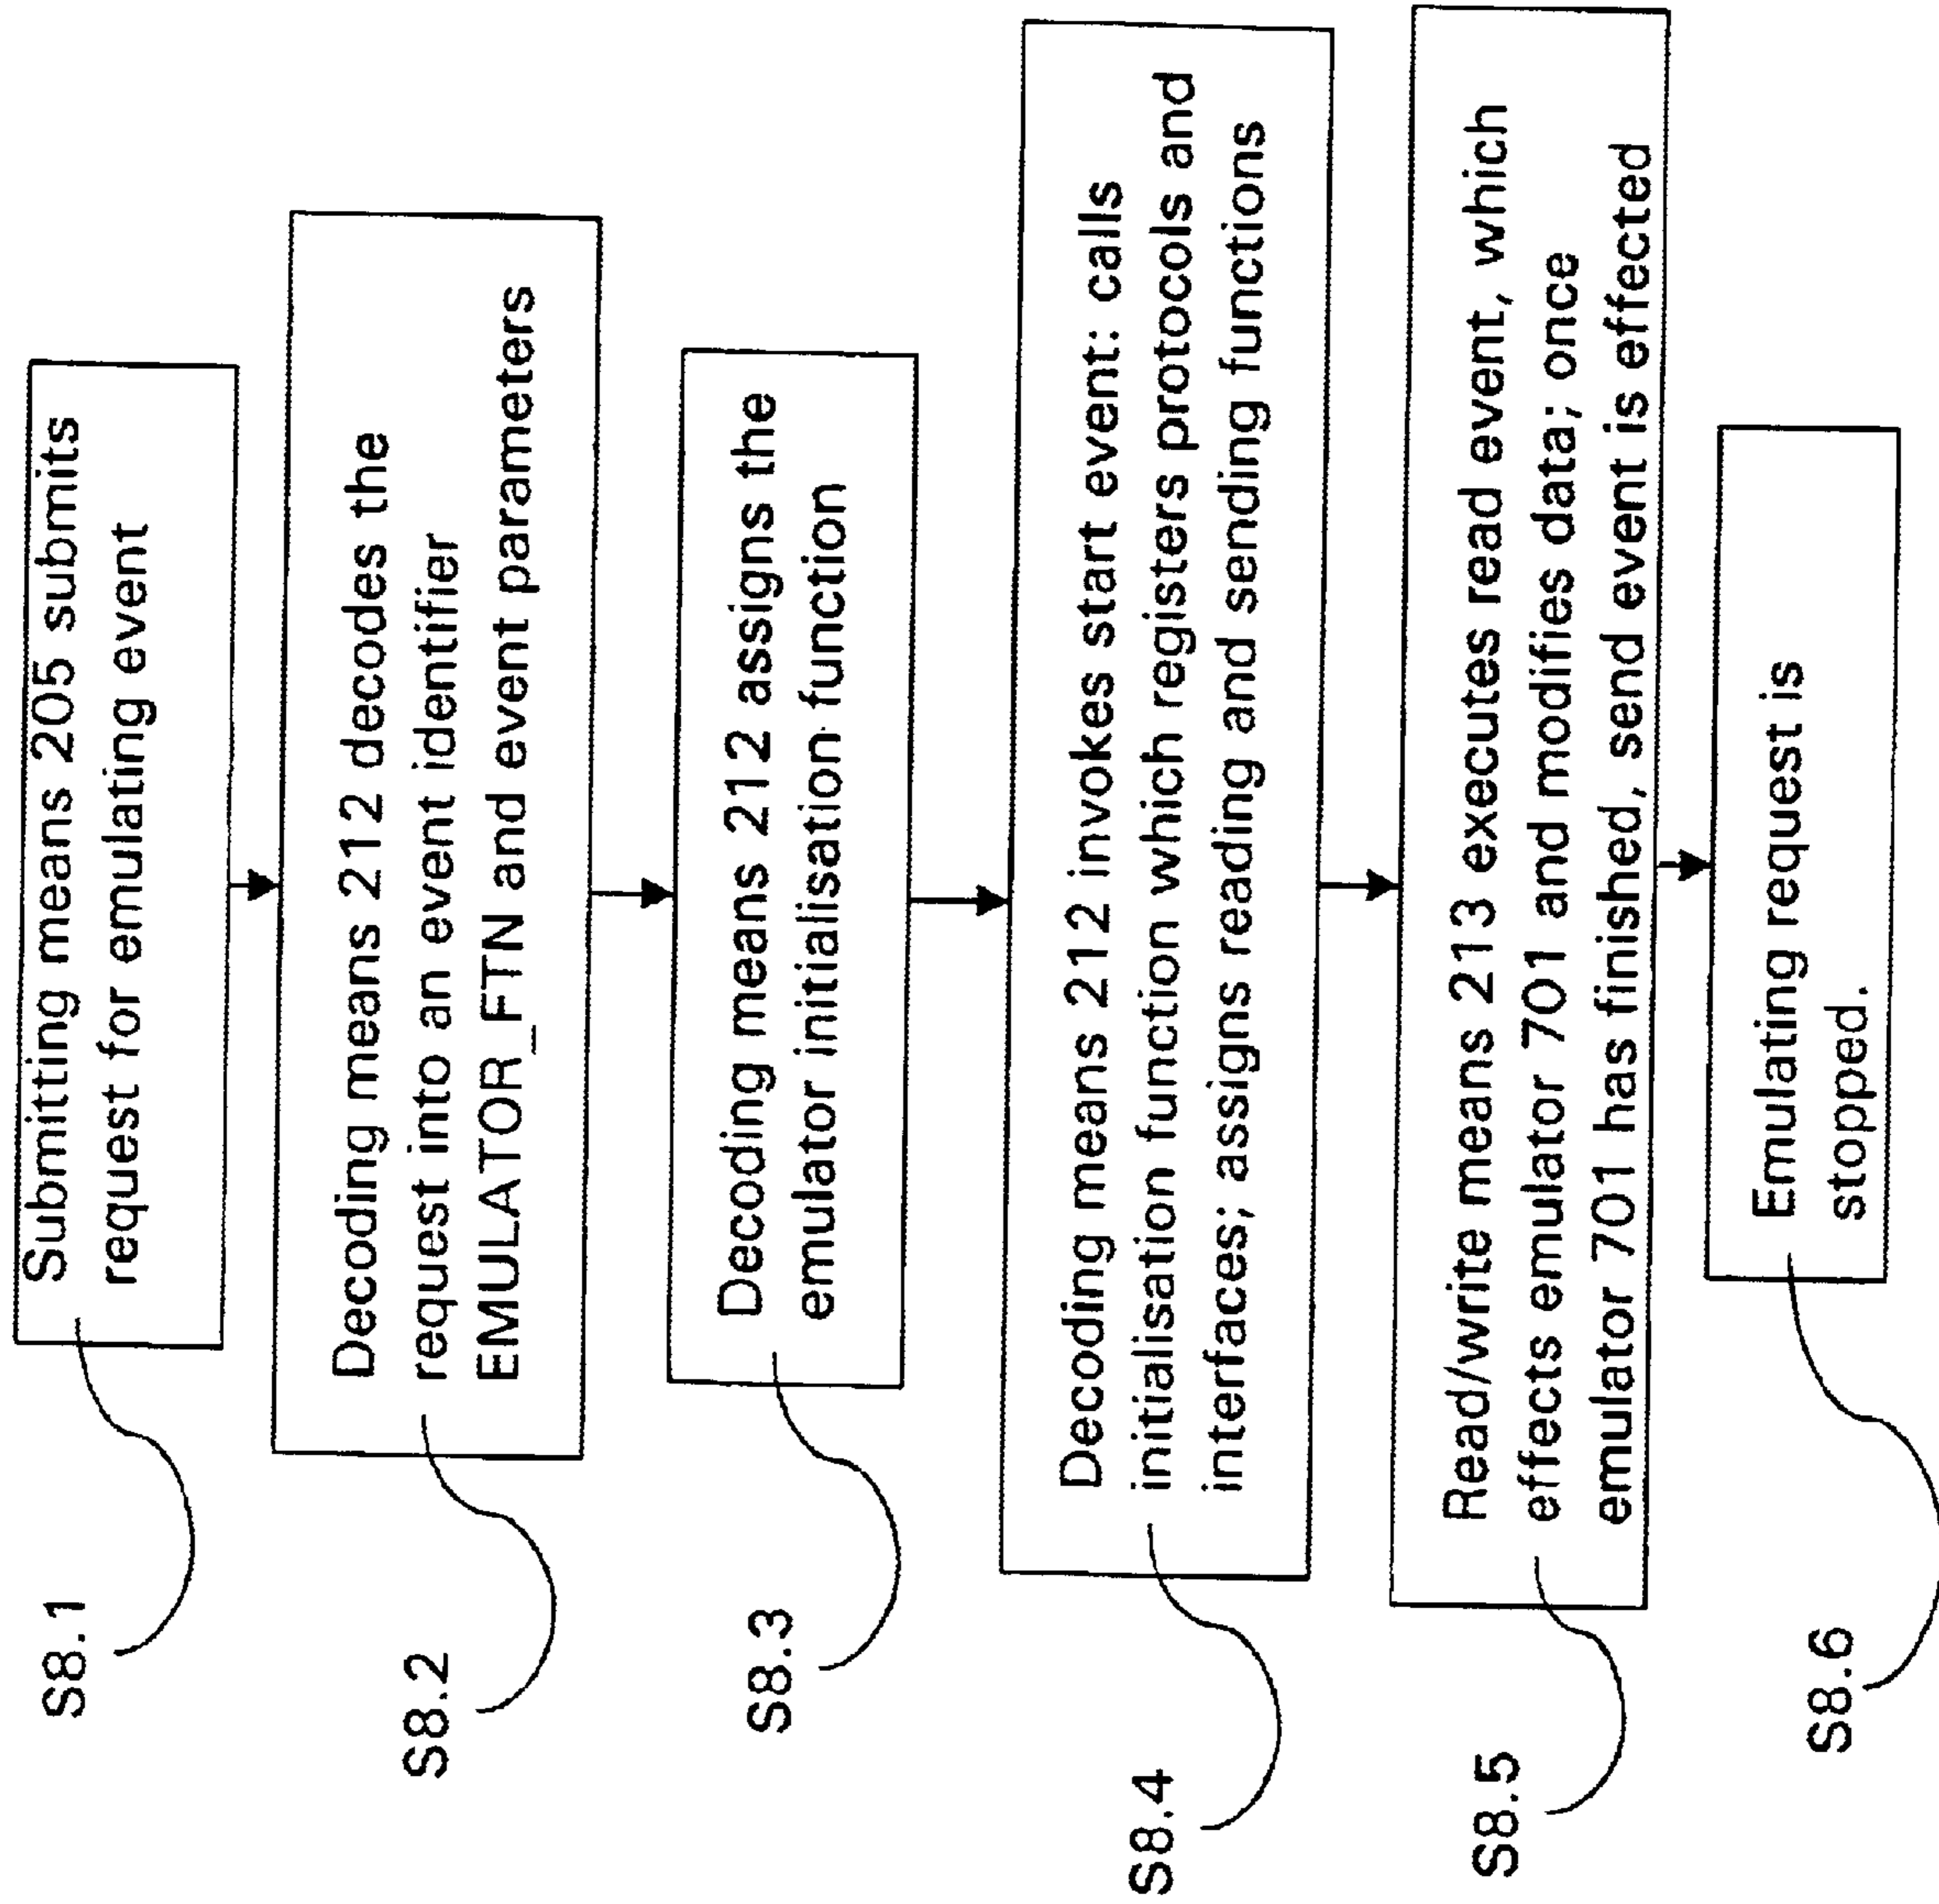 S8.1
Submitting means 205 submits
request for emulating event
S8.2
Decoding means 212 decodes the
request into an event identifier
EMULATOR_FTN and event parameters
S8.3
Decoding means 212 assigns the
emulator initialisation function
S8.4
Decoding means 212 invokes start event: calls
initialisation function which registers protocols and
interfaces; assigns reading and sending functions
S8.5
Read/write means 213 executes read event, which
effects emulator 701 and modifies data; once
emulator 701 has finished, send event is effected
S8.6
Emulating request is
stopped.